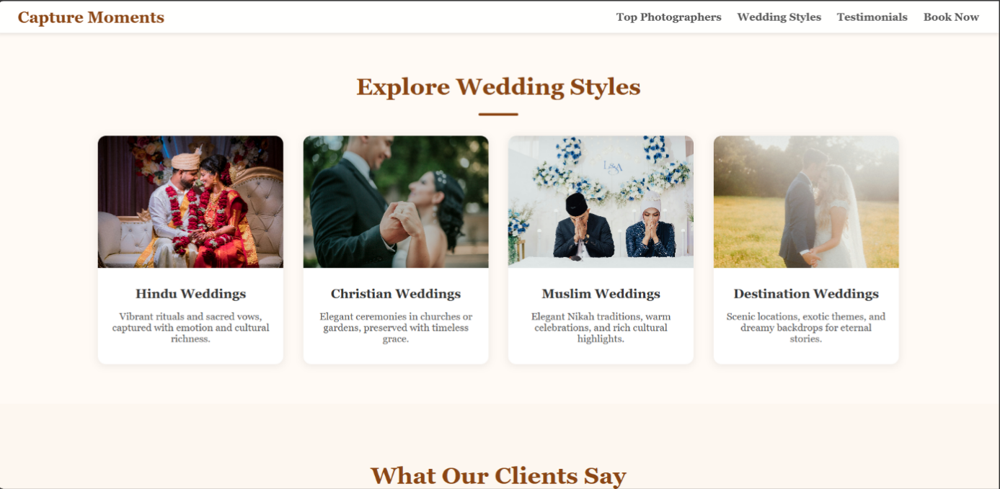 Capture Moments
Top Photographers Wedding Styles Testimonials Book Now
Explore Wedding Styles
L&A
Hindu Weddings
Vibrant rituals and sacred vows,
captured with emotion and cultural
richness.
Christian Weddings
Elegant ceremonies in churches or
gardens, preserved with timeless
grace.
Muslim Weddings
Elegant Nikah traditions, warm
celebrations, and rich cultural
highlights.
Destination Weddings
Scenic locations, exotic themes, and
dreamy backdrops for eternal
stories.
What Our Clients Say